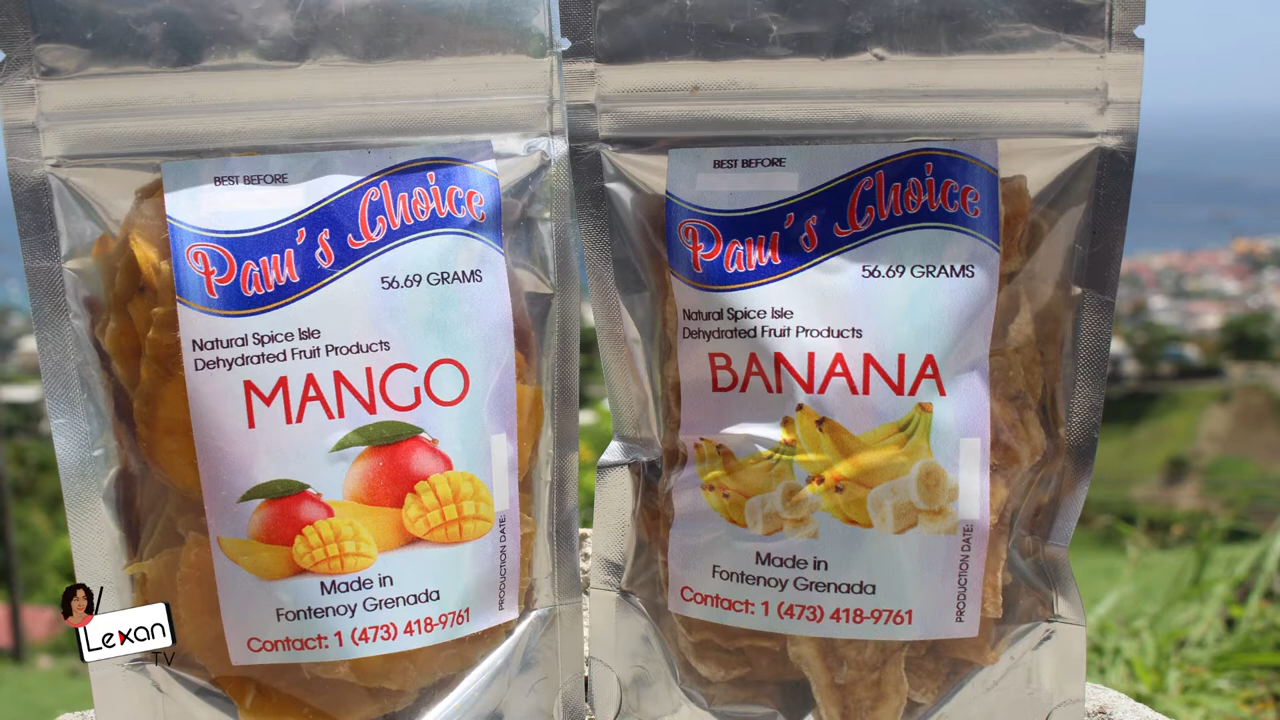 BEST BEFORE
Pam's Choice
56.69 GRAMS
Natural Spice Isle
Dehydrated Fruit Products
MANGO
PRODUCTION DATE:
Made in
Fontenoy Grenada
Contact: 1 (473) 418-9761
BEST BEFORE
Pam's Choice
56.69 GRAMS
Natural Spice Isle
Dehydrated Fruit Products
BANANA
PRODUCTION DATE:
Made in
Fontenoy Grenada
Contact: 1 (473) 418-9761
Lexan
TV